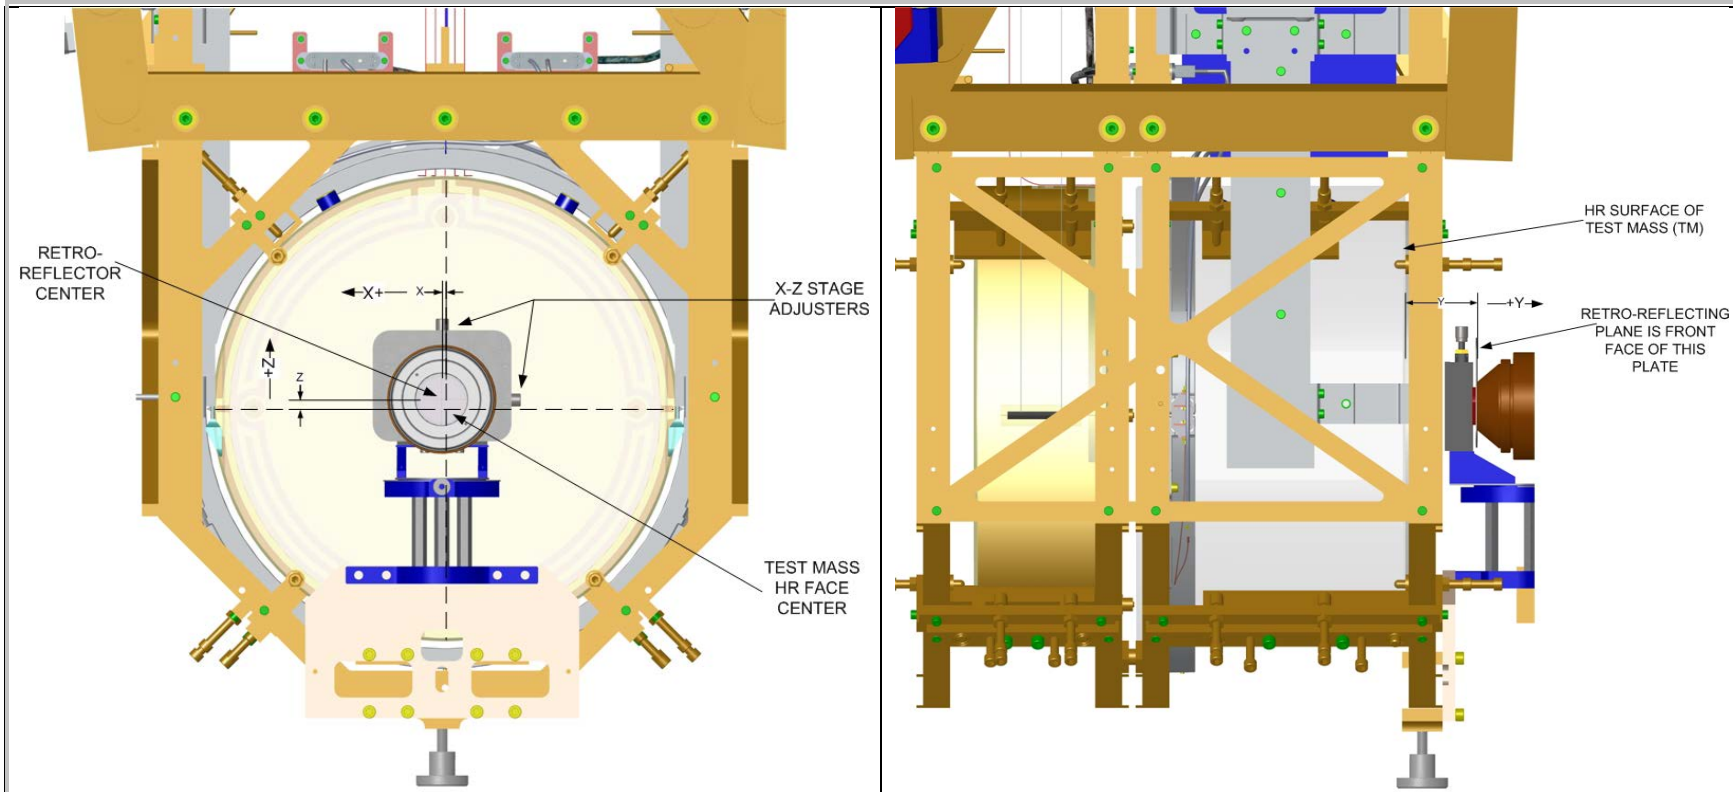 RETRO-
REFLECTOR
CENTER
X+
X
+Z
Z
X-Z STAGE
ADJUSTERS
TEST MASS
HR FACE
CENTER
HR SURFACE OF
TEST MASS (TM)
Y
+Y
RETRO-REFLECTING
PLANE IS FRONT
FACE OF THIS
PLATE